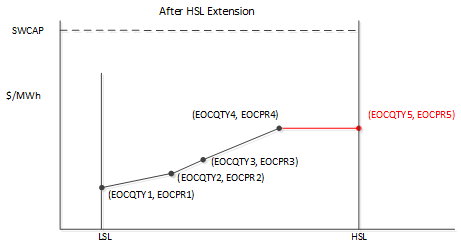 After HSL Extension
SWCAP
$/MWh
(EOCQTY4, EOCPR4)
(EOCQTY5, EOCPR5)
(EOCQTY3, EOCPR3)
(EOCQTY2, EOCPR2)
(EOCQTY1, EOCPR1)
LSL
HSL